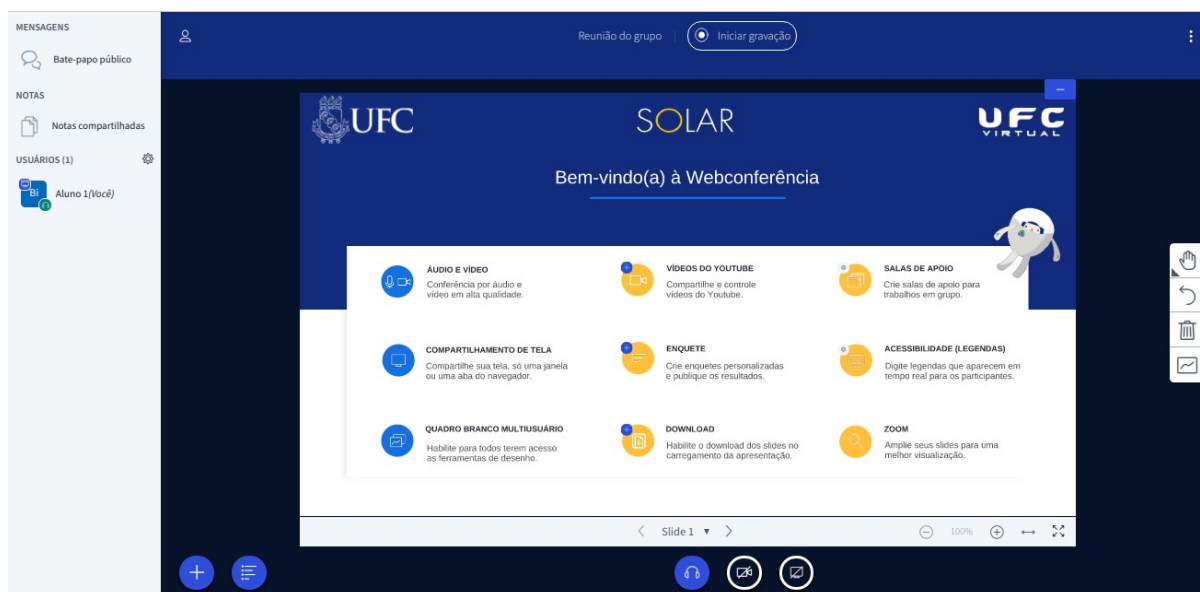 MENSAGENS
Bate-papo público
NOTAS
Notas compartilhadas
USUÁRIOS (1)
Bi
Aluno 1(Você)
Reunião do grupo
Iniciar gravação
UFC
SOLAR
UFC
VIRTUAL
Bem-vindo(a) à Webconferência
ÁUDIO E VÍDEO
Conferência por áudio e
vídeo em alta qualidade.
VÍDEOS DO YOUTUBE
Compartilhe e controle
vídeos do Youtube.
SALAS DE APOIO
Crie salas de apoio para
trabalhos em grupo.
COMPARTILHAMENTO DE TELA
Compartilhe sua tela, só uma janela
ou uma aba do navegador.
ENQUETE
Crie enquetes personalizadas
e publique os resultados.
ACESSIBILIDADE (LEGENDAS)
Digite legendas que aparecem em
tempo real para os participantes.
QUADRO BRANCO MULTIUSUÁRIO
Habilite para todos terem acesso
as ferramentas de desenho.
DOWNLOAD
Habilite o download dos slides no
carregamento da apresentação.
ZOOM
Amplie seus slides para uma
melhor visualização.
Slide 1
100%